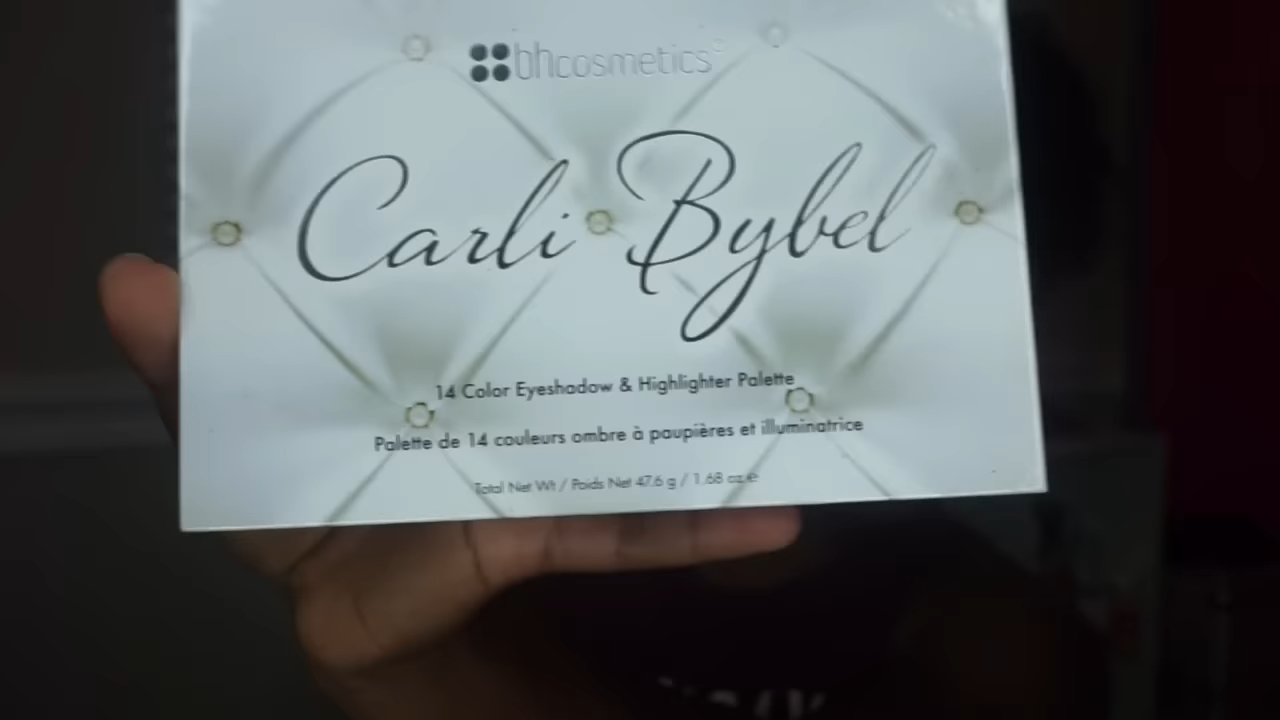 bhcosmetics®
Carli Bybel
14 Color Eyeshadow & Highlighter Palette
Palette de 14 couleurs ombre à paupières et illuminatrice
Total Net Wt / Poids Net 47.6 g / 1.68 oz e